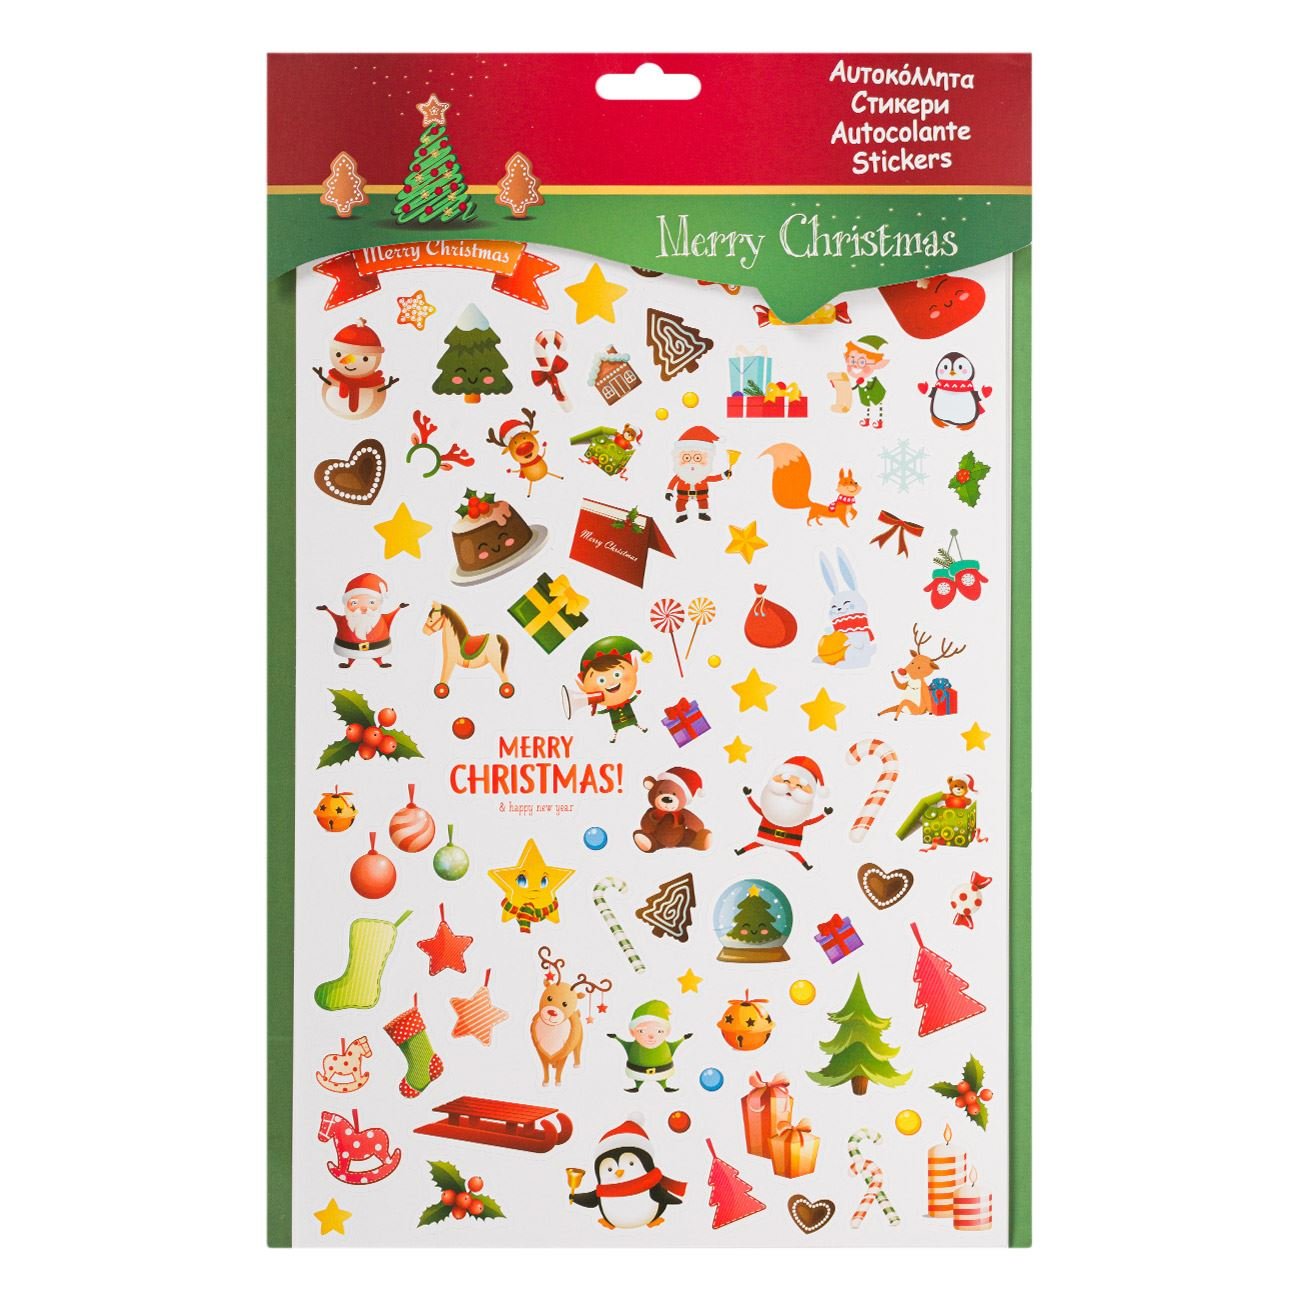 Αυτοκόλλητα
Стикери
Autocolante
Stickers
Merry Christmas
Merry Christmas
Merry Christmas
MERRY
CHRISTMAS!
& happy new year